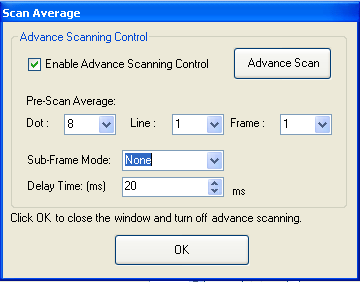 Scan Average
Advance Scanning Control
Enable Advance Scanning Control Advance Scan
Pre-Scan Average:
Dot : 8 Line : 1 Frame : 1
Sub-Frame Mode: None
Delay Time: (ms) 20 ms
Click OK to close the window and turn off advance scanning.
OK